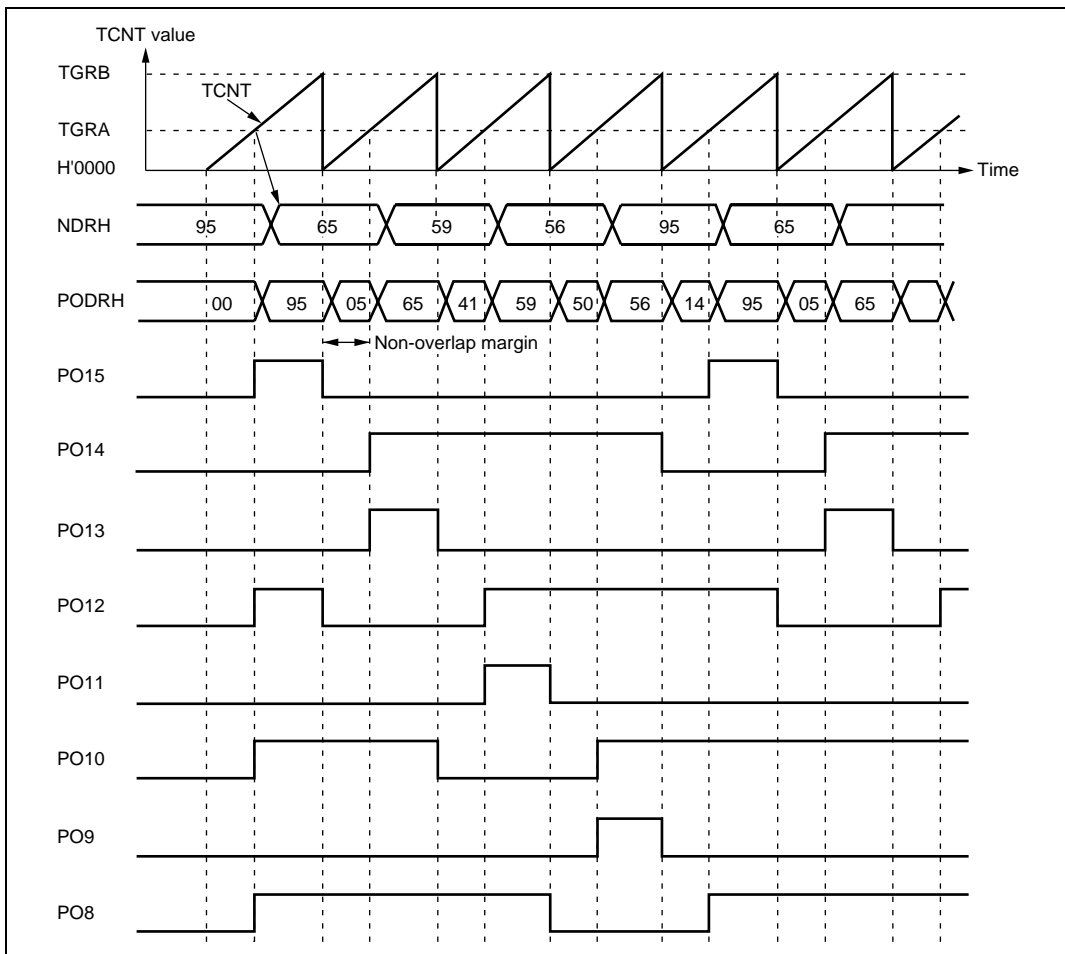 TCNT value
TGRB
TCNT
TGRA
H'0000
Time
NDRH 95 65 59 56 95 65
PODRH 00 95 05 65 41 59 50 56 14 95 05 65
Non-overlap margin
PO15
PO14
PO13
PO12
PO11
PO10
PO9
PO8